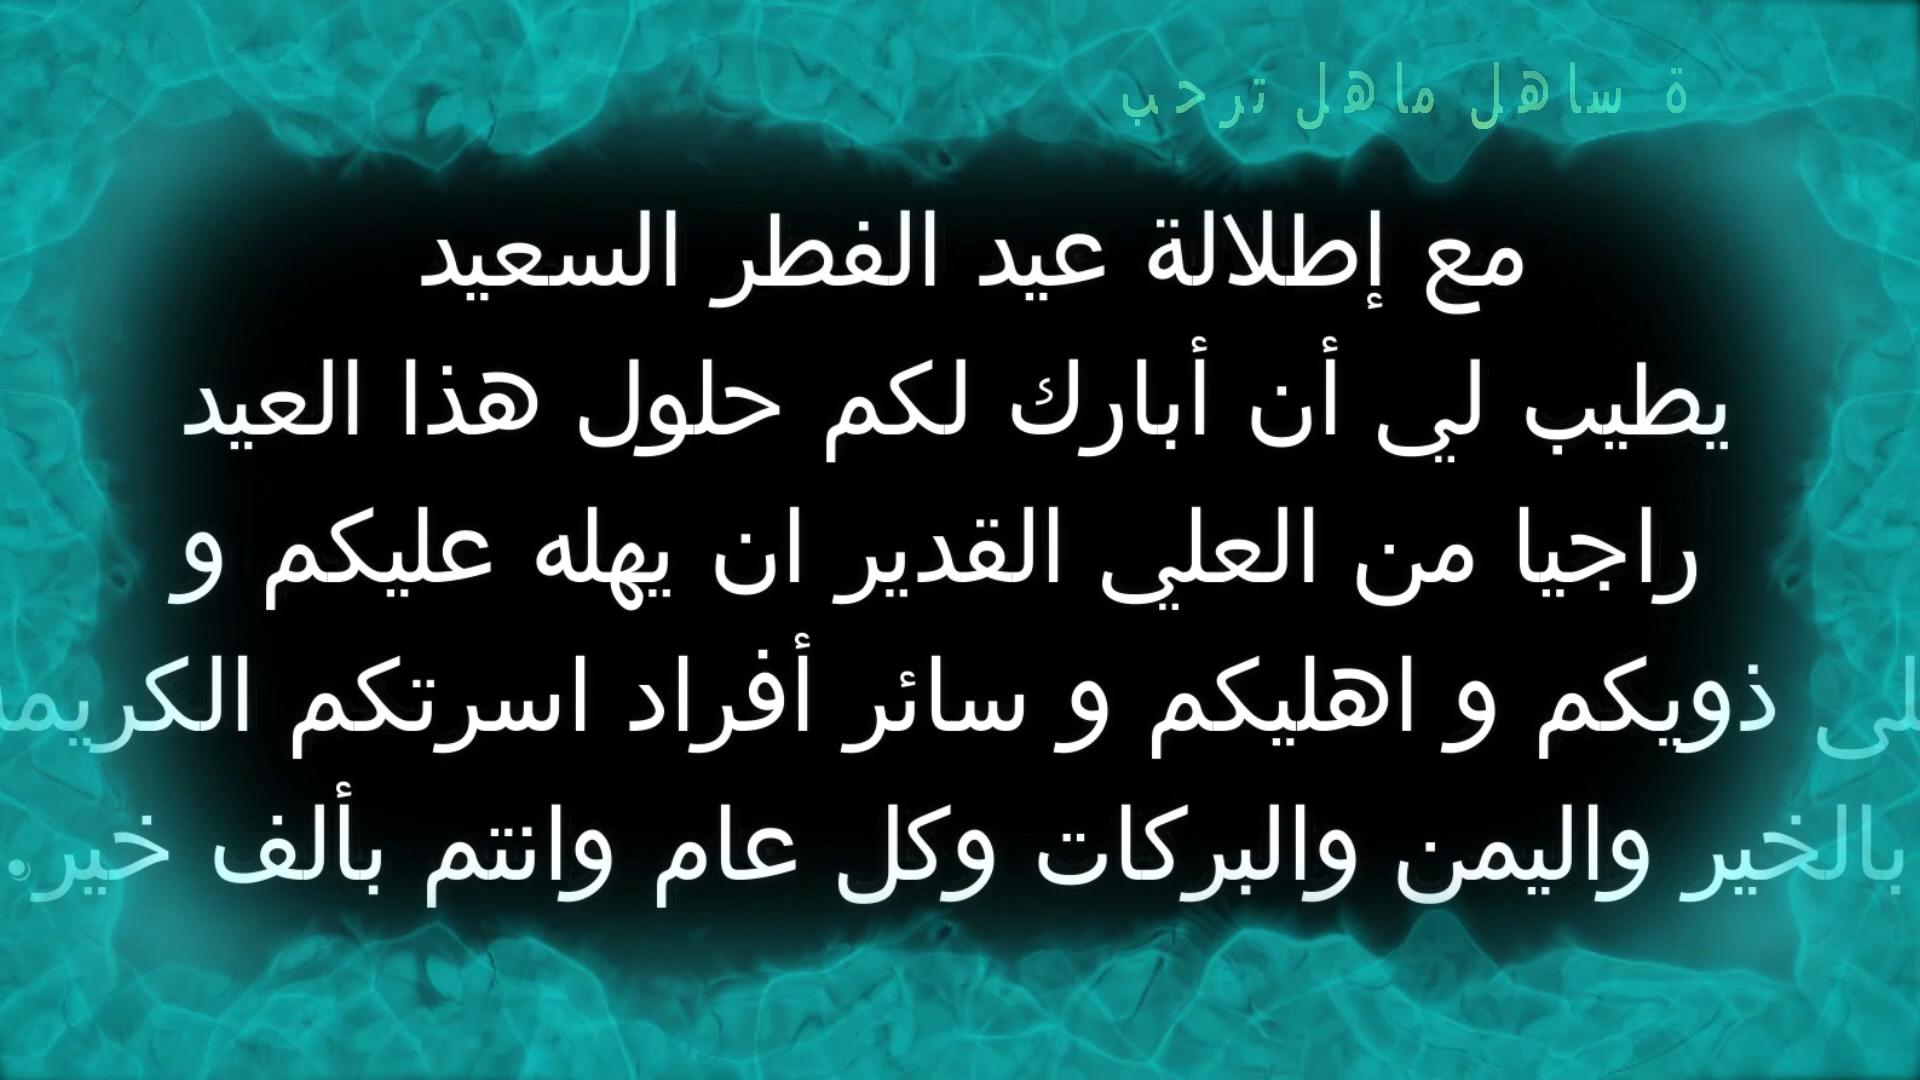 ة ساهل ماهل ترحب
مع إطلالة عيد الفطر السعيد
يطيب لي أن أبارك لكم حلول هذا العيد
راجيا من العلي القدير ان يهله عليكم و
لى ذويكم و اهليكم و سائر أفراد اسرتكم الكريمة
بالخير واليمن والبركات وكل عام وانتم بألف خير.